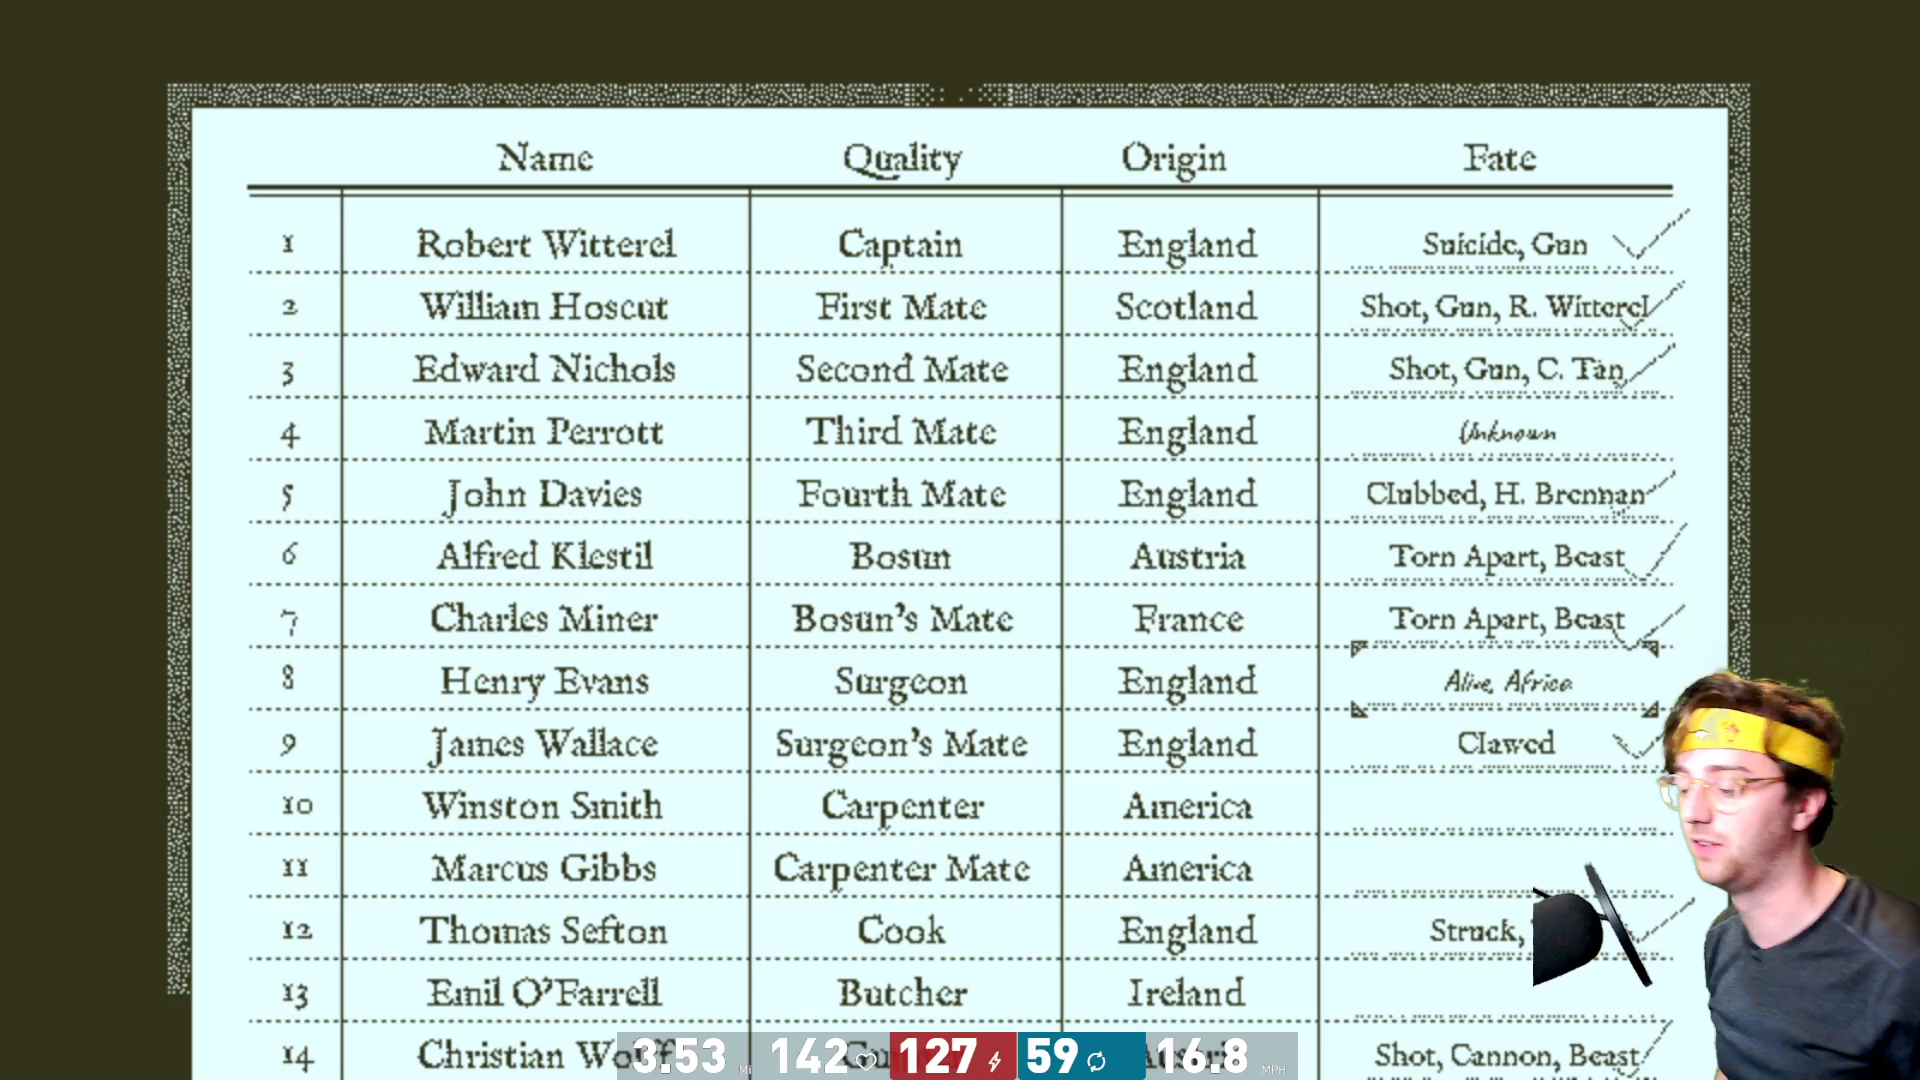 Name Quality Origin Fate
1 Robert Witterel Captain England Suicide, Gun
2 William Hoscut First Mate Scotland Shot, Gun, R. Witterel
3 Edward Nichols Second Mate England Shot, Gun, C. Tan
4 Martin Perrott Third Mate England Unknown
5 John Davies Fourth Mate England Clubbed, H. Brennan
6 Alfred Klestil Bosun Austria Torn Apart, Beast
7 Charles Miner Bosun's Mate France Torn Apart, Beast
8 Henry Evans Surgeon England Alive, Africa
9 James Wallace Surgeon's Mate England Clawed
10 Winston Smith Carpenter America
11 Marcus Gibbs Carpenter Mate America
12 Thomas Sefton Cook England Struck,
13 Emil O'Farrell Butcher Ireland
14 Christian Shot, Cannon, Beast
3.53 Mi 142 127 59 16.8 MPH